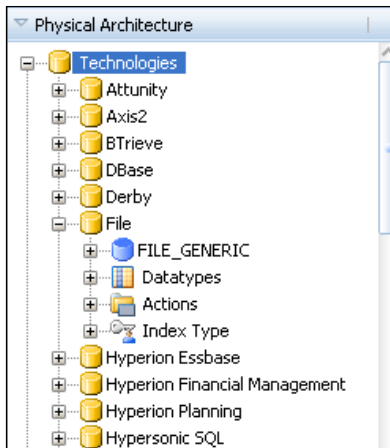 Physical Architecture
Technologies
Attunity
Axis2
BTrieve
DBase
Derby
File
FILE_GENERIC
Datatypes
Actions
Index Type
Hyperion Essbase
Hyperion Financial Management
Hyperion Planning
Hypersonic SQL